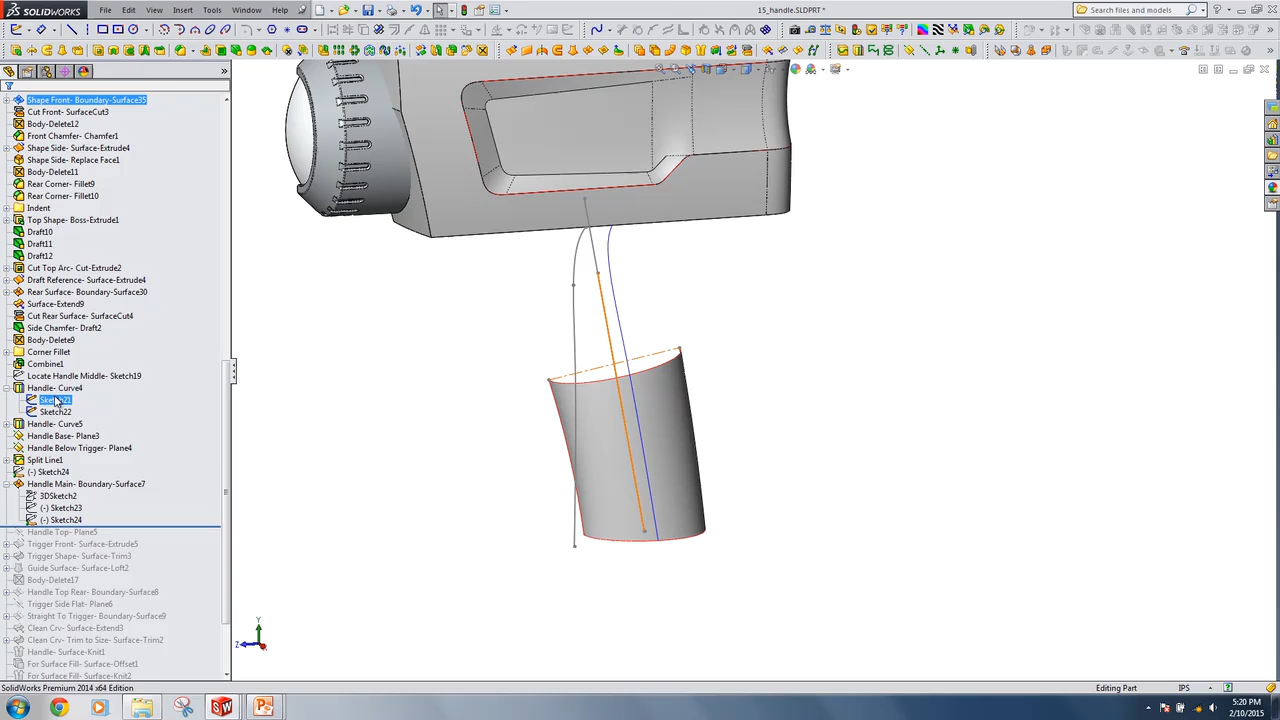 SOLIDWORKS File Edit View Insert Tools Window Help 15_handle.SLDPRT * Search files and models
Shape Front- Boundary-Surface35
Cut Front- SurfaceCut3
Body-Delete12
Front Chamfer- Chamfer1
Shape Side- Surface-Extrude4
Shape Side- Replace Face1
Body-Delete11
Rear Corner- Fillet9
Rear Corner- Fillet10
Indent
Top Shape- Boss-Extrude1
Draft10
Draft11
Draft12
Cut Top Arc- Cut-Extrude2
Draft Reference- Surface-Extrude4
Rear Surface- Boundary-Surface30
Surface-Extend9
Cut Rear Surface- SurfaceCut4
Side Chamfer- Draft2
Body-Delete9
Corner Fillet
Combine1
Locate Handle Middle- Sketch19
Handle- Curve4
Sketch21
Sketch22
Handle- Curve5
Handle Base- Plane3
Handle Below Trigger- Plane4
Split Line1
(-) Sketch24
Handle Main- Boundary-Surface7
3DSketch2
(-) Sketch23
(-) Sketch24
Handle Top- Plane5
Trigger Front- Surface-Extrude5
Trigger Shape- Surface-Trim3
Guide Surface- Surface-Loft2
Body-Delete17
Handle Top Rear- Boundary-Surface8
Trigger Side Flat- Plane6
Straight To Trigger- Boundary-Surface9
Clean Crv- Surface-Extend3
Clean Crv- Trim to Size- Surface-Trim2
Handle- Surface-Knit1
For Surface Fill- Surface-Offset1
For Surface Fill- Surface-Knit2
Y
Z
SolidWorks Premium 2014 x64 Edition Editing Part IPS
5:20 PM
2/10/2015